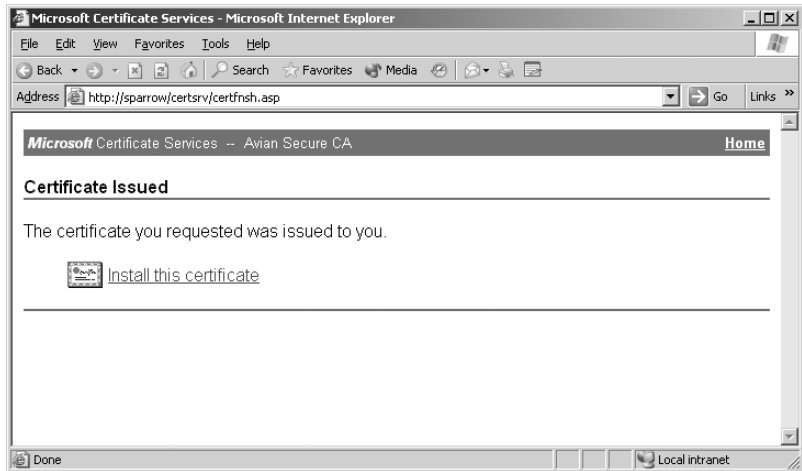 Microsoft Certificate Services - Microsoft Internet Explorer
File Edit View Favorites Tools Help
Back Search Favorites Media
Address http://sparrow/certsrv/certfnsh.asp Go Links »
Microsoft Certificate Services -- Avian Secure CA Home
Certificate Issued
The certificate you requested was issued to you.
Install this certificate
Done Local intranet